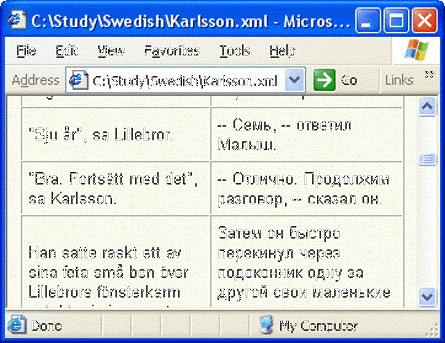 C:\Study\Swedish\Karlsson.xml - Micros...
File Edit View Favorites Tools Help
Address C:\Study\Swedish\Karlsson.xml Go Links »
"Sju år", sa Lillebror.
-- Семь, -- ответил
Малыш.
"Bra. Fortsätt med det",
sa Karlsson.
-- Отлично. Продолжим
разговор, -- сказал он.
Han satte raskt ett av
sina feta små ben över
Lillebrors fönsterkarm
Затем он быстро
перекинул через
подоконник одну за
другой свои маленькие
Done My Computer